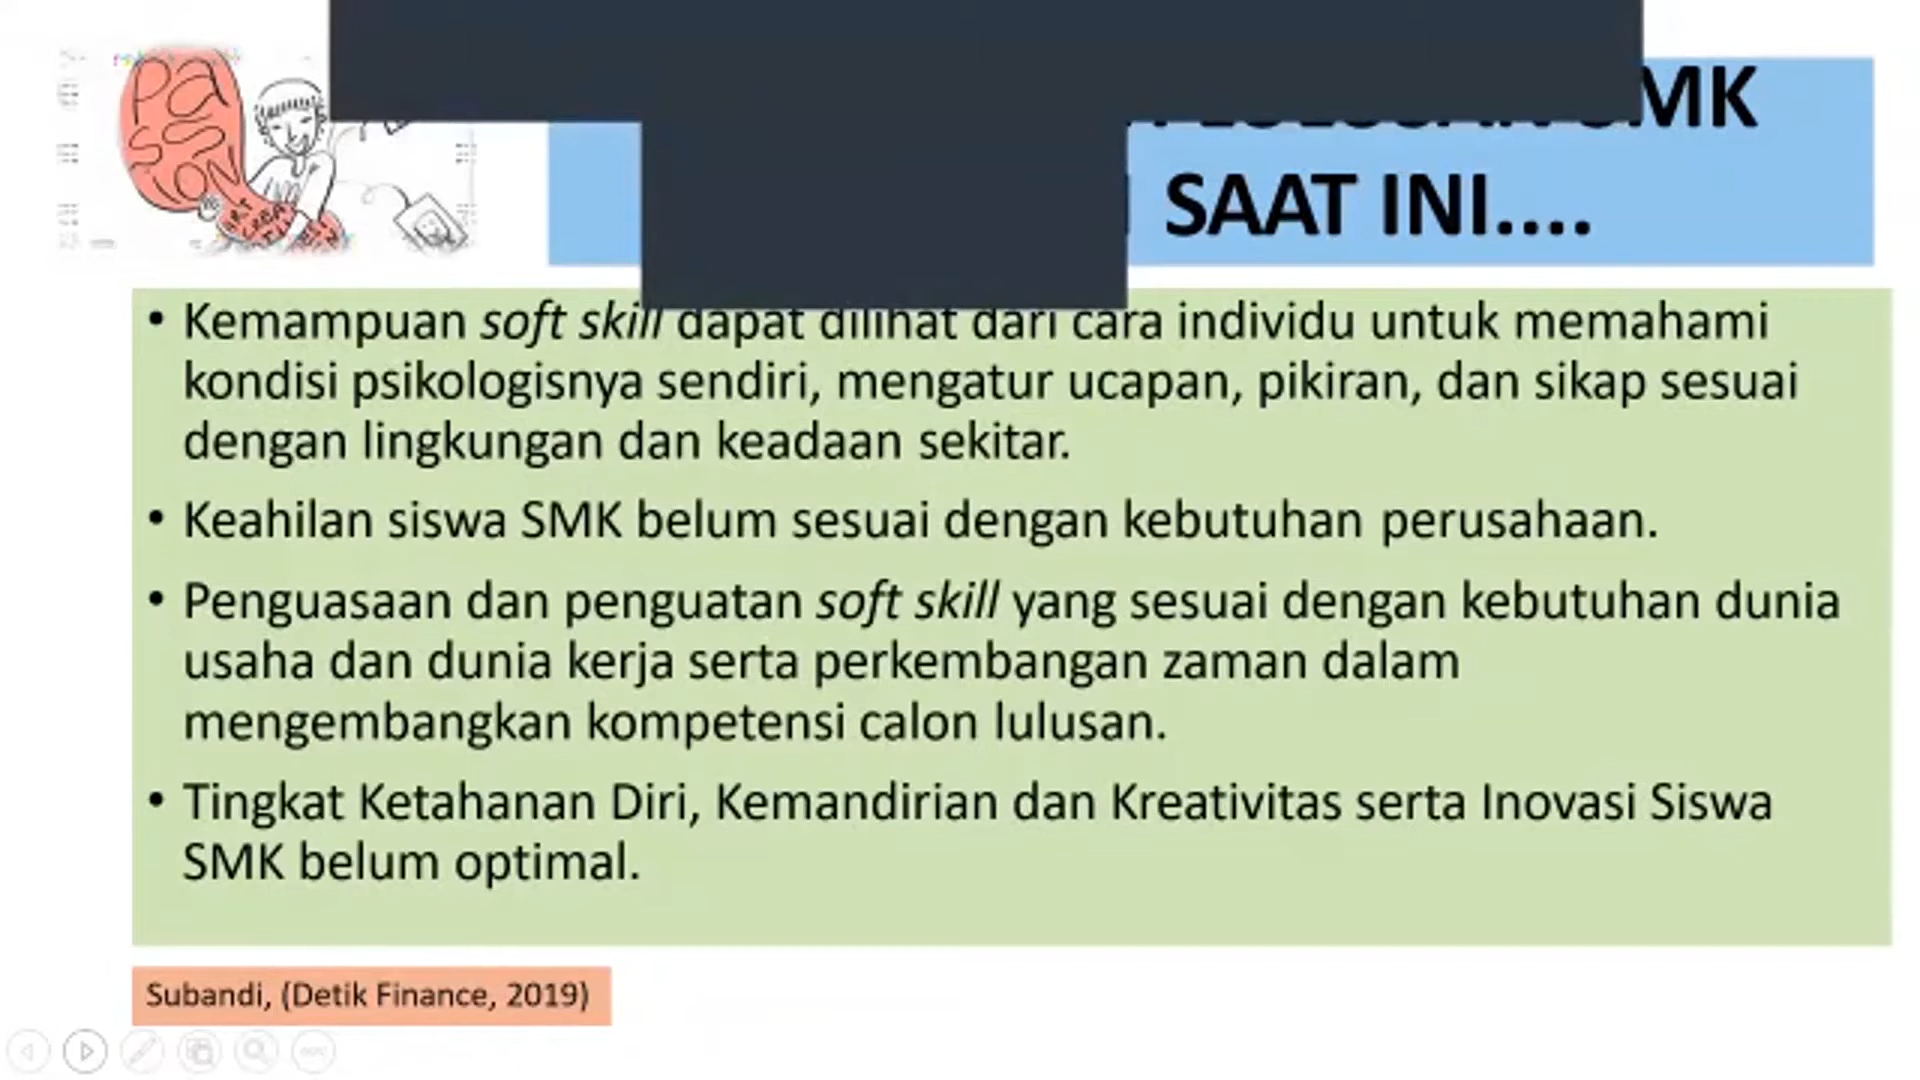 PASSION
SMK
SAAT INI....
• Kemampuan soft skill dapat dilihat dari cara individu untuk memahami
kondisi psikologisnya sendiri, mengatur ucapan, pikiran, dan sikap sesuai
dengan lingkungan dan keadaan sekitar.
• Keahilan siswa SMK belum sesuai dengan kebutuhan perusahaan.
• Penguasaan dan penguatan soft skill yang sesuai dengan kebutuhan dunia
usaha dan dunia kerja serta perkembangan zaman dalam
mengembangkan kompetensi calon lulusan.
• Tingkat Ketahanan Diri, Kemandirian dan Kreativitas serta Inovasi Siswa
SMK belum optimal.
Subandi, (Detik Finance, 2019)